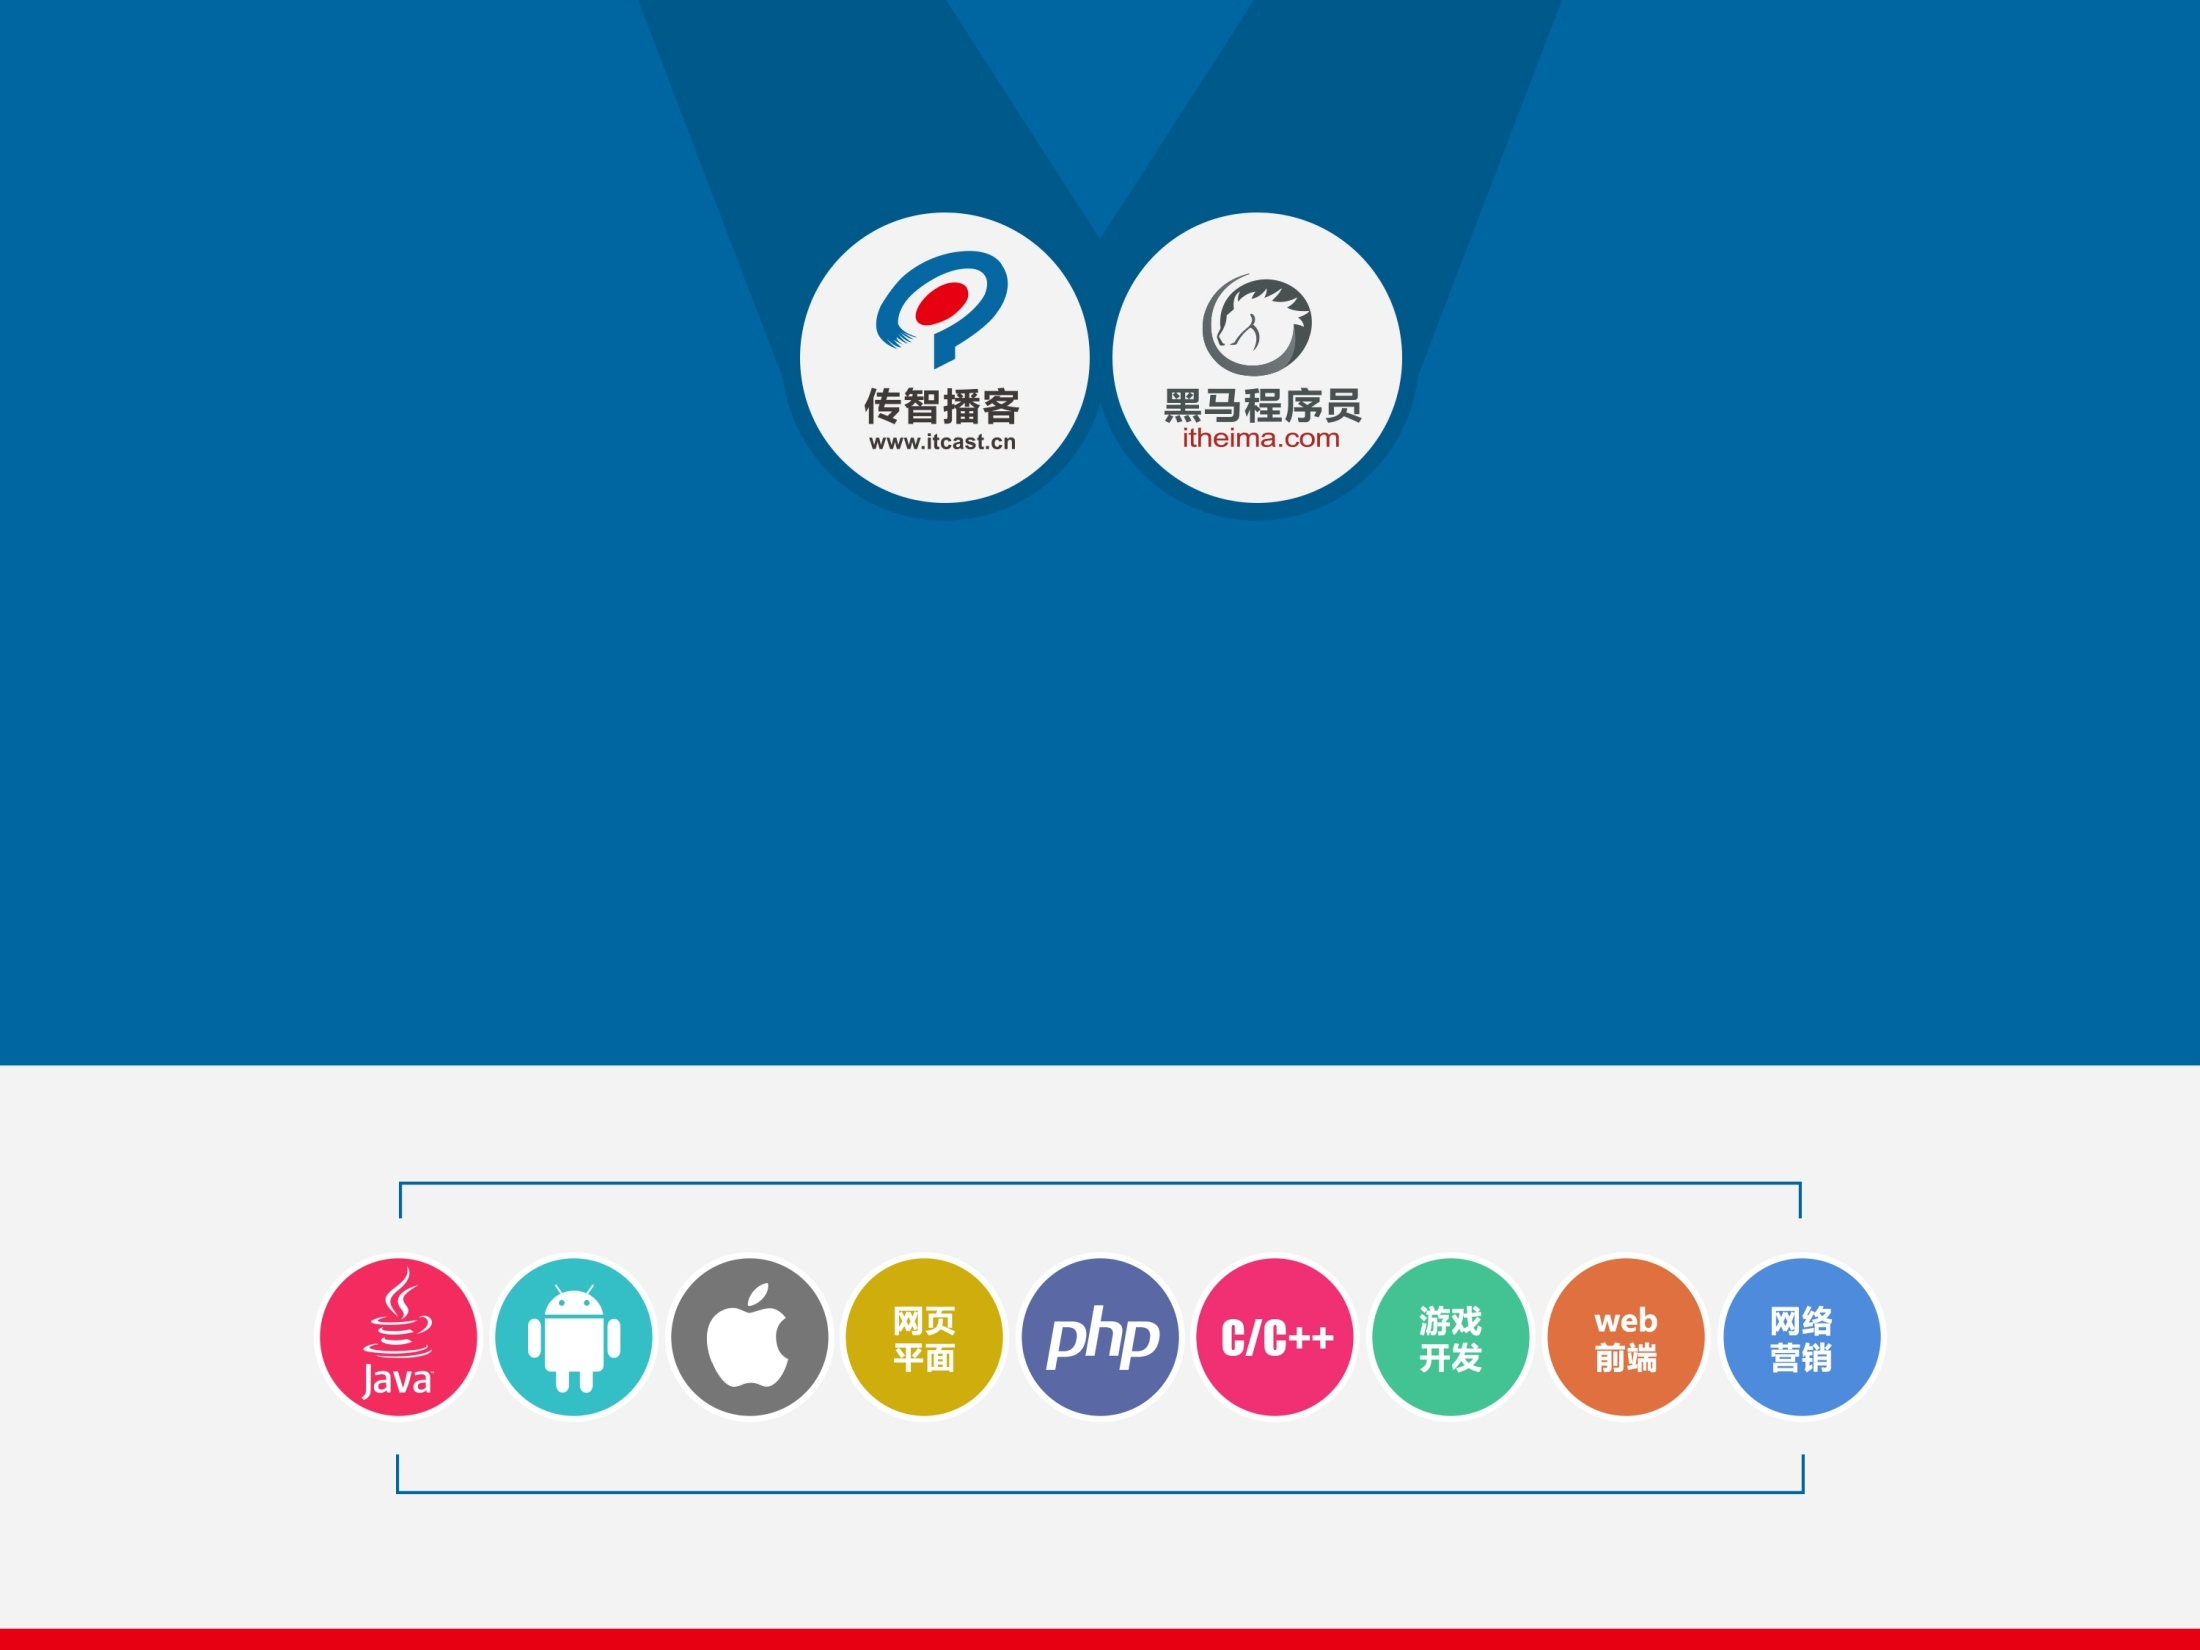 传智播客
www.itcast.cn
黑马程序员
itheima.com
Java
网页
平面
php
C/C++
游戏
开发
web
前端
网络
营销